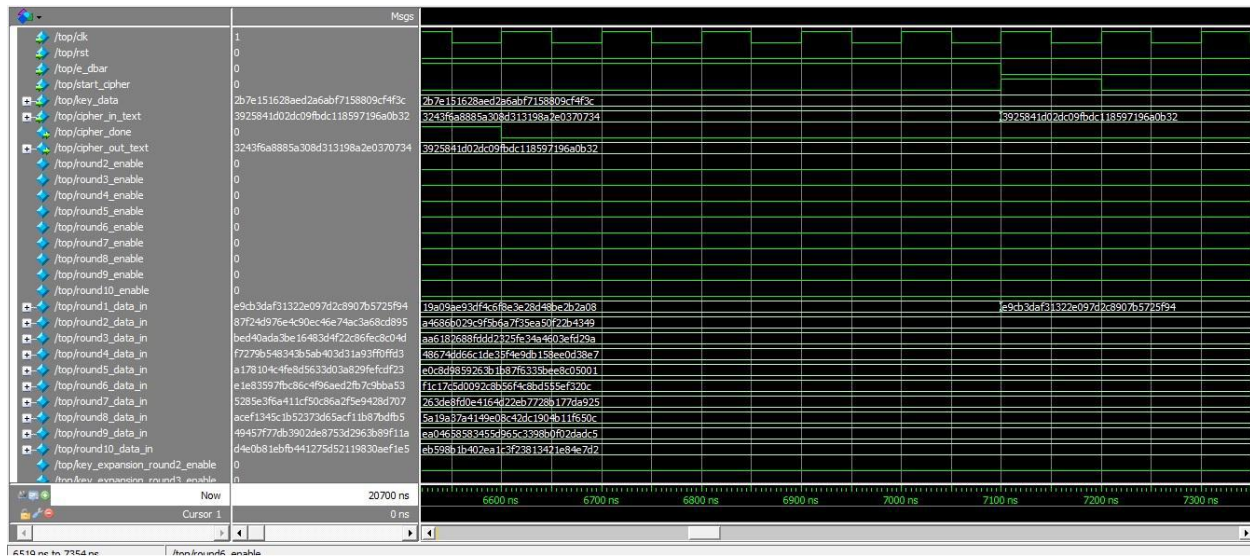 Msgs
/top/clk 1
/top/rst 0
/top/e_dbar 0
/top/start_cipher 0
/top/key_data 2b7e151628aed2a6abf7158809cf4f3c 2b7e151628aed2a6abf7158809cf4f3c
/top/cipher_in_text 3925841d02dc09fbdc118597196a0b32 3243f6a8885a308d313198a2e0370734 3925841d02dc09fbdc118597196a0b32
/top/cipher_done 0
/top/cipher_out_text 3243f6a8885a308d313198a2e0370734 3925841d02dc09fbdc118597196a0b32
/top/round2_enable 0
/top/round3_enable 0
/top/round4_enable 0
/top/round5_enable 0
/top/round6_enable 0
/top/round7_enable 0
/top/round8_enable 0
/top/round9_enable 0
/top/round10_enable 0
/top/round1_data_in e9cb3daf31322e097d2c8907b5725f94 19a09ae93df4c6f8e3e28d48be2b2a08 e9cb3daf31322e097d2c8907b5725f94
/top/round2_data_in 87f24d976e4c90ec46e74ac3a68cd895 a4686b029c9f5b6a7f35ea50f22b4349
/top/round3_data_in bed40ada3be16483d4f22c86fec8c04d aa6182688fddd2325fe34a4603efd29a
/top/round4_data_in f7279b548343b5ab403d31a93ff0ffd3 48674dd66c1de35f4e9db158ee0d38e7
/top/round5_data_in a178104c4fe8d5633d03a829fefcdf23 e0c8d9859263b1b87f6335bee8c05001
/top/round6_data_in e1e83597fbc86c4f96aed2fb7c9bba53 f1c17c5d0092c8b56f4c8bd555ef320c
/top/round7_data_in 5285e3f6a411cf50c86a2f5e9428d707 263de8fd0e4164d22eb7728b177da925
/top/round8_data_in acef1345c1b52373d65acf11b87bdfb5 5a19a37a4149e08c42dc1904b11f650c
/top/round9_data_in 49457f77db3902de8753d2963b89f11a ea04658583455d965c3398b0f02dadc5
/top/round10_data_in d4e0b81ebfb441275d52119830aef1e5 eb598b1b402ea1c3f23813421e84e7d2
/top/key_expansion_round2_enable 0
/top/key_expansion_round3_enable 0
Now 20700 ns 6600 ns 6700 ns 6800 ns 6900 ns 7000 ns 7100 ns 7200 ns 7300 ns
Cursor 1 0 ns
6519 ns to 7354 ns /top/round6_enable